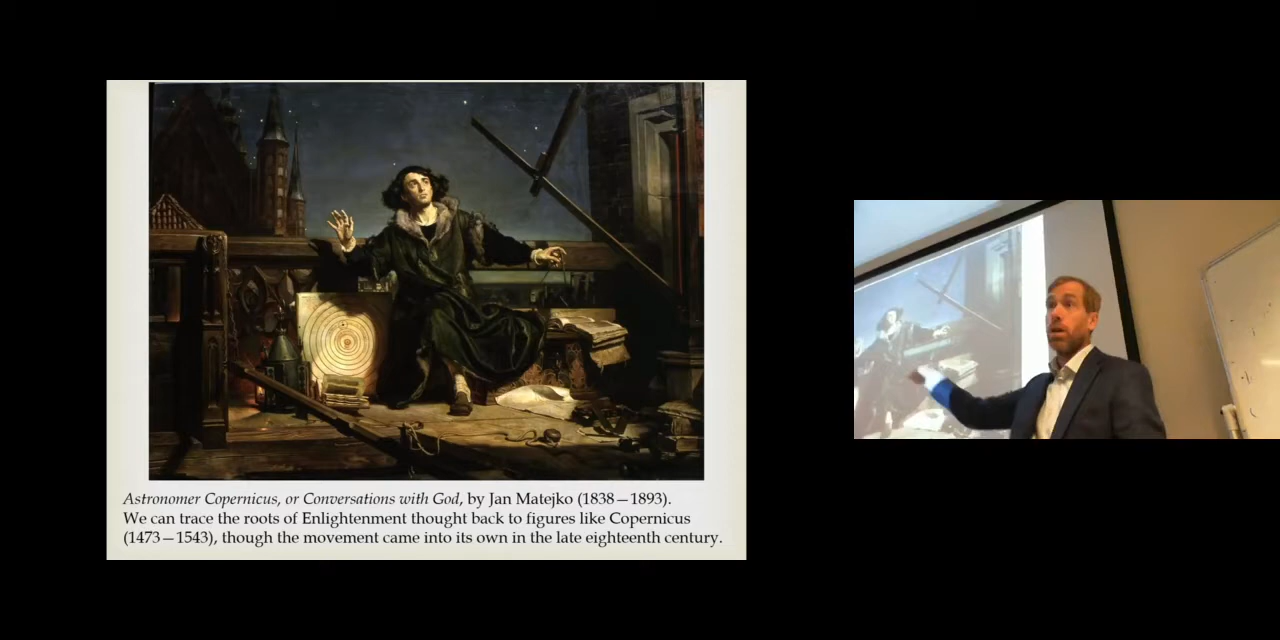 Astronomer Copernicus, or Conversations with God, by Jan Matejko (1838–1893).
We can trace the roots of Enlightenment thought back to figures like Copernicus
(1473–1543), though the movement came into its own in the late eighteenth century.